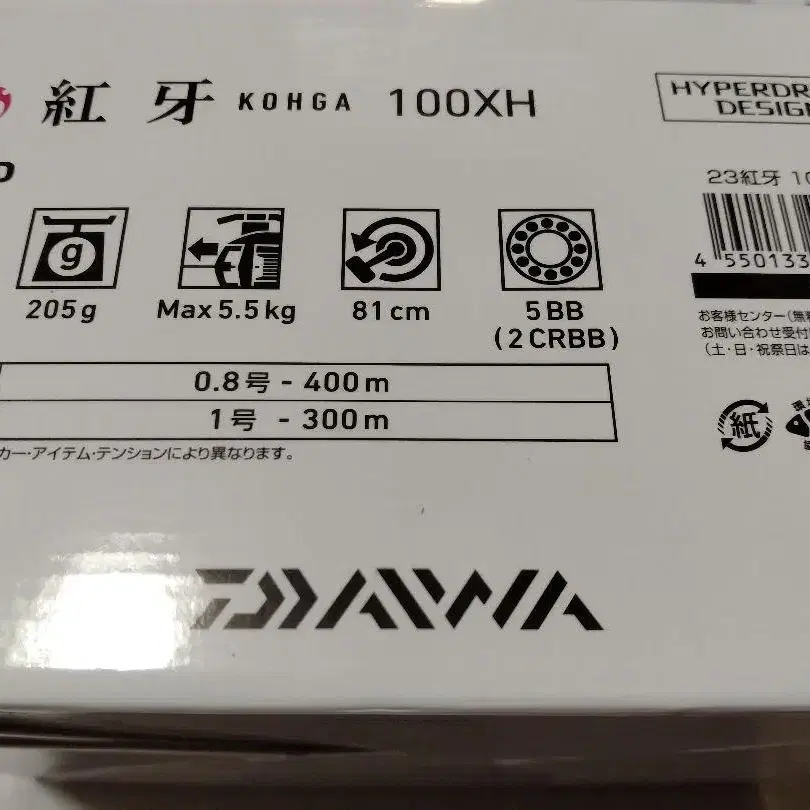 紅牙 KOHGA 100XH
HYPERDR
DESIGN
P
23紅牙 10
g
205g
Max 5.5kg
81cm
5BB
(2CRBB)
4 550133
お客様センター(無料
お問い合わせ受付
(土・日・祝祭日は
0.8号 - 400m
1号 - 300m
カー・アイテム・テンションにより異なります。
紙
DAIWA